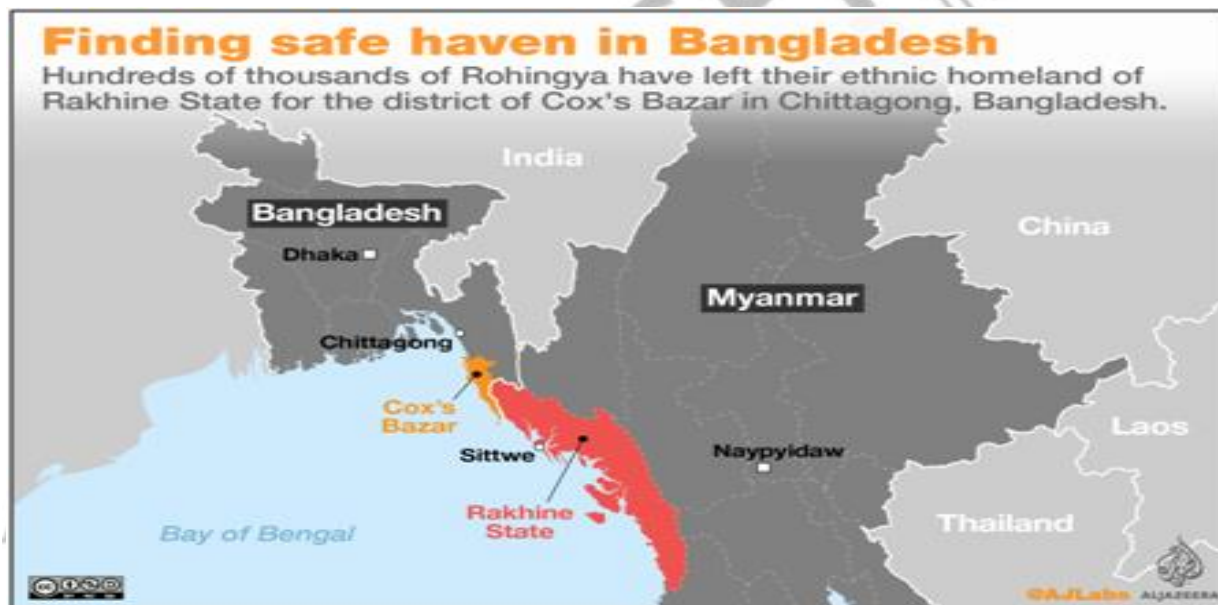 Finding safe haven in Bangladesh
Hundreds of thousands of Rohingya have left their ethnic homeland of
Rakhine State for the district of Cox's Bazar in Chittagong, Bangladesh.
India
Bangladesh
Dhaka
China
Myanmar
Chittagong
Cox's
Bazar
Sittwe
Naypyidaw
Laos
Rakhine
State
Bay of Bengal
Thailand
cc
@AJLabs ALJAZEERA